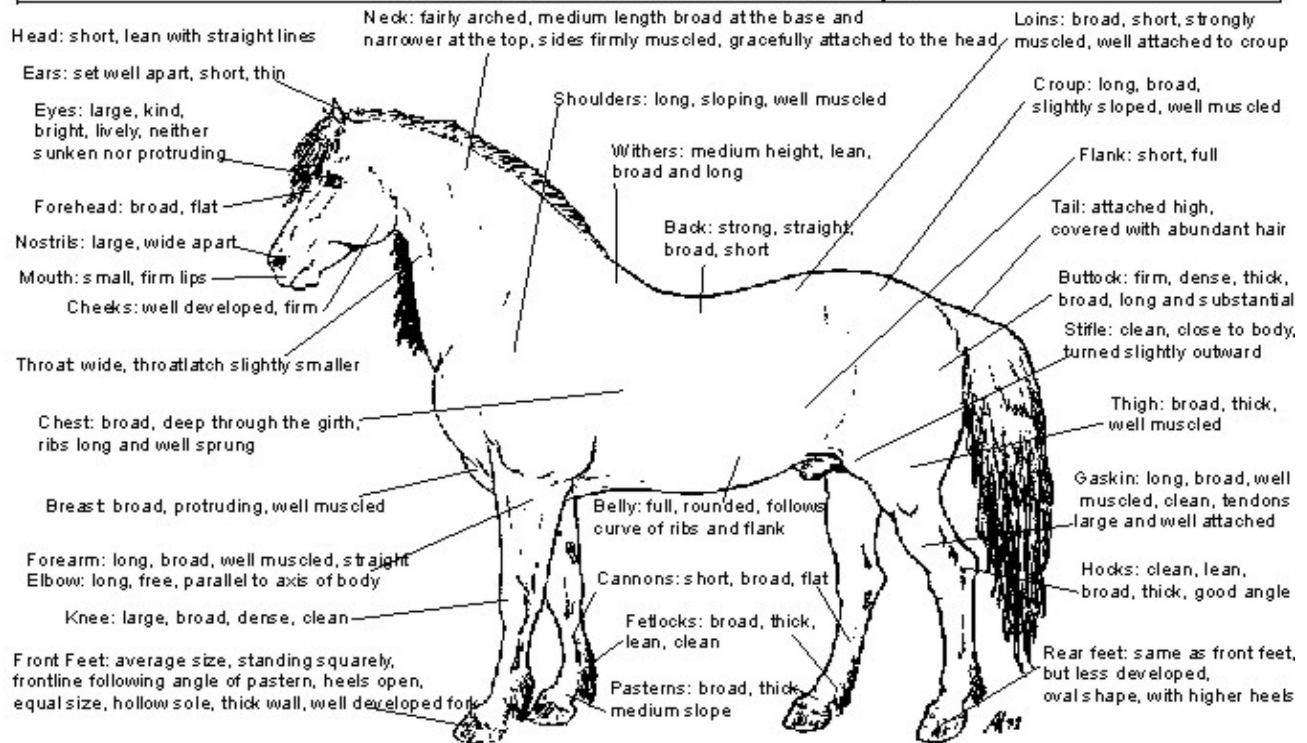 Head: short, lean with straight lines
Neck: fairly arched, medium length broad at the base and
narrower at the top, sides firmly muscled, gracefully attached to the head
Loins: broad, short, strongly
muscled, well attached to croup
Ears: set well apart, short, thin
Eyes: large, kind,
bright, lively, neither
sunken nor protruding
Shoulders: long, sloping, well muscled
Croup: long, broad,
slightly sloped, well muscled
Withers: medium height, lean,
broad and long
Flank: short, full
Forehead: broad, flat
Nostrils: large, wide apart
Mouth: small, firm lips
Cheeks: well developed, firm
Back: strong, straight,
broad, short
Tail: attached high,
covered with abundant hair
Buttock: firm, dense, thick,
broad, long and substantial
Stifle: clean, close to body,
turned slightly outward
Throat: wide, throatlatch slightly smaller
Chest: broad, deep through the girth,
ribs long and well sprung
Thigh: broad, thick,
well muscled
Breast: broad, protruding, well muscled
Belly: full, rounded, follows
curve of ribs and flank
Gaskin: long, broad, well
muscled, clean, tendons
large and well attached
Forearm: long, broad, well muscled, straight
Elbow: long, free, parallel to axis of body
Cannons: short, broad, flat
Hocks: clean, lean,
broad, thick, good angle
Knee: large, broad, dense, clean
Fetlocks: broad, thick,
lean, clean
Front Feet: average size, standing squarely,
frontline following angle of pastern, heels open,
equal size, hollow sole, thick wall, well developed fork
Pasterns: broad, thick,
medium slope
Rear feet: same as front feet,
but less developed,
oval shape, with higher heels